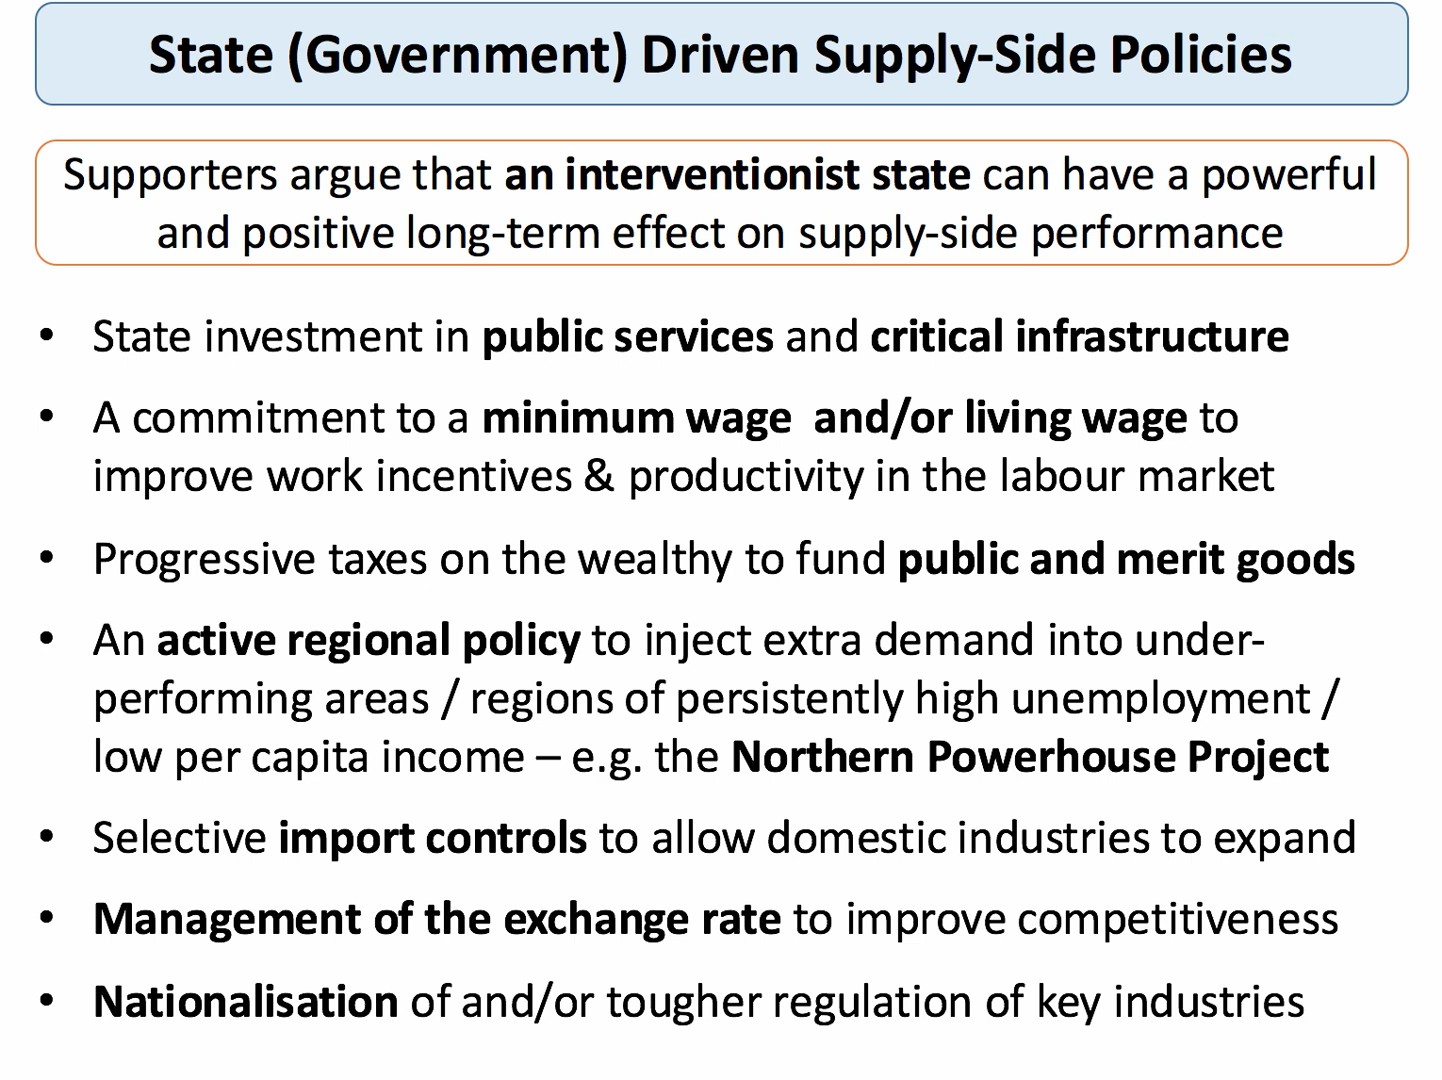 State (Government) Driven Supply-Side Policies
Supporters argue that an interventionist state can have a powerful
and positive long-term effect on supply-side performance
• State investment in public services and critical infrastructure
• A commitment to a minimum wage  and/or living wage to
improve work incentives & productivity in the labour market
• Progressive taxes on the wealthy to fund public and merit goods
• An active regional policy to inject extra demand into under-
performing areas / regions of persistently high unemployment /
low per capita income – e.g. the Northern Powerhouse Project
• Selective import controls to allow domestic industries to expand
• Management of the exchange rate to improve competitiveness
• Nationalisation of and/or tougher regulation of key industries